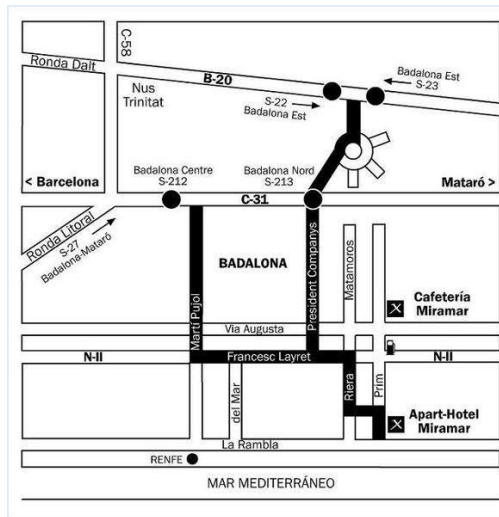 C-58
Ronda Dalt
B-20
Badalona Est
S-23
Nus
Trinitat
S-22
Badalona Est
Badalona Centre
S-212
Badalona Nord
S-213
< Barcelona
Mataró >
C-31
Ronda Litoral
S-27
Badalona-Mataró
BADALONA
Martí Pujol
President Companys
Matamoros
Cafetería
Miramar
Via Augusta
N-II
Francesc Layret
N-II
del Mar
Riera
Prim
Apart-Hotel
Miramar
La Rambla
RENFE
MAR MEDITERRÁNEO